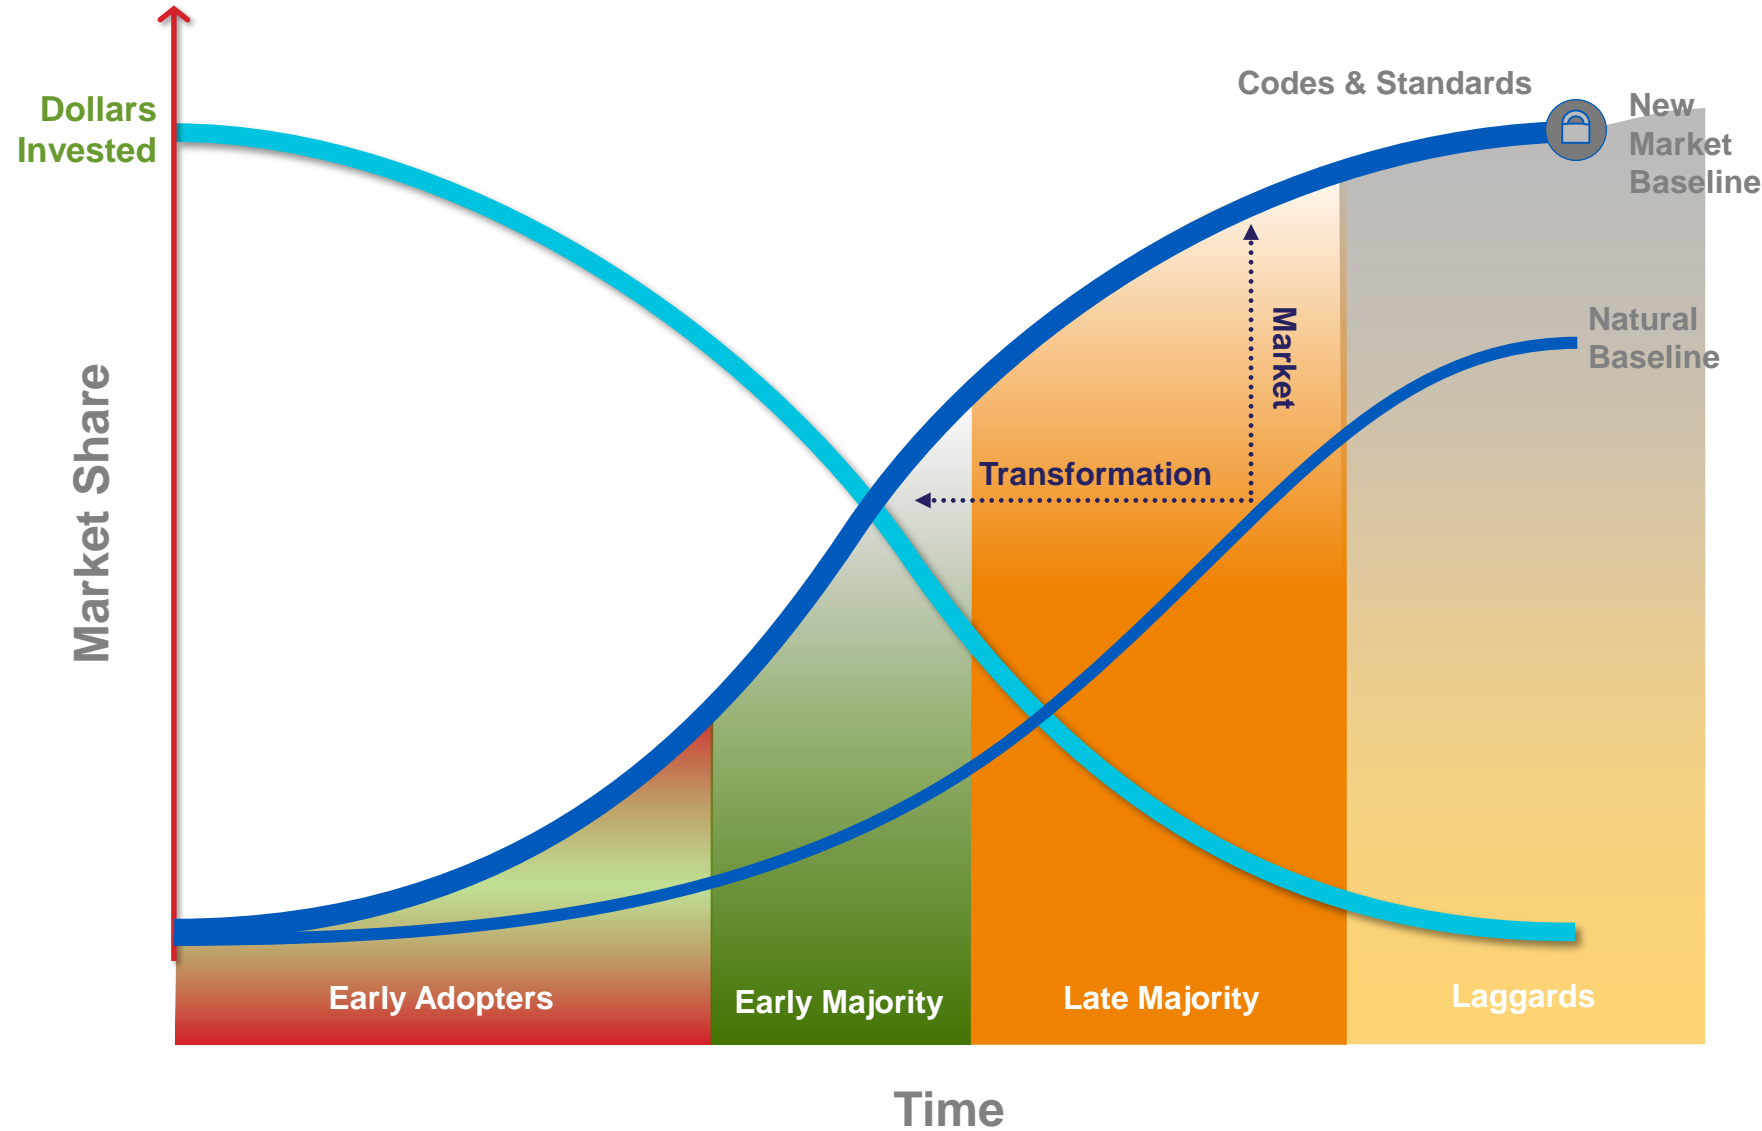 Codes & Standards
Dollars
Invested
New
Market
Baseline
Natural
Baseline
Market
Transformation
Market Share
Early Adopters
Early Majority
Late Majority
Laggards
Time